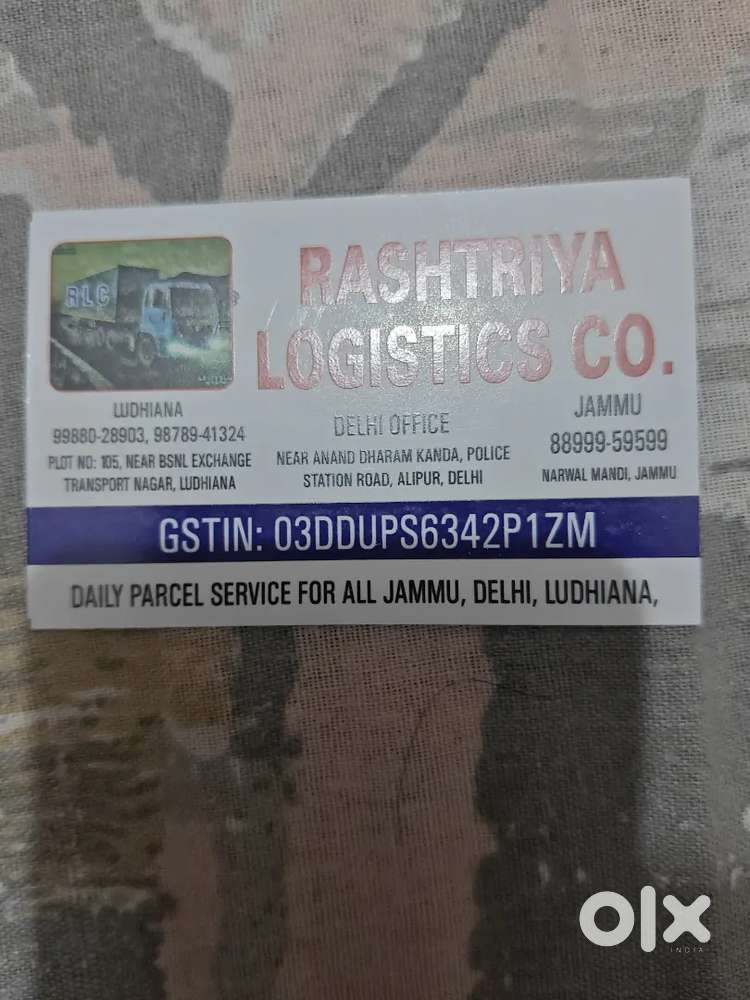 RLC
RASHTRIYA
LOGISTICS CO.
LUDHIANA
99880-28903, 98789-41324
PLOT NO: 105, NEAR BSNL EXCHANGE
TRANSPORT NAGAR, LUDHIANA
DELHI OFFICE
NEAR ANAND DHARAM KANDA, POLICE
STATION ROAD, ALIPUR, DELHI
JAMMU
88999-59599
NARWAL MANDI, JAMMU
GSTIN: 03DDUPS6342P1ZM
DAILY PARCEL SERVICE FOR ALL JAMMU, DELHI, LUDHIANA,
olx
INDIA